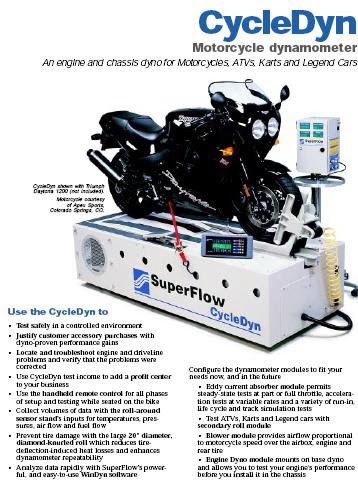 CycleDyn
Motorcycle dynamometer
An engine and chassis dyno for Motorcycles, ATVs, Karts and Legend Cars
CycleDyn shown with Triumph
Daytona 1200 (not included).
Motorcycle courtesy
of Apex Sports,
Colorado Springs, CO.
SuperFlow
SuperFlow
CycleDyn
Use the CycleDyn to
• Test safely in a controlled environment
• Justify customer accessory purchases with
dyno-proven performance gains
• Locate and troubleshoot engine and driveline
problems and verify that the problems were
corrected
• Use CycleDyn test income to add a profit center
to your business
• Use the handheld remote control for all phases
of setup and testing while seated on the bike
• Collect volumes of data with the roll-around
sensor stand's inputs for temperatures, pres-
sures, air flow and fuel flow
• Prevent tire damage with the large 20" diameter,
diamond-knurled roll which reduces tire-
deflection-induced heat losses and enhances
dynamometer repeatability
• Analyze data rapidly with SuperFlow's power-
ful, and easy-to-use WinDyn software
Configure the dynamometer modules to fit your
needs now, and in the future
• Eddy current absorber module permits
steady-state tests at part or full throttle, accelera-
tion tests at variable rates and a variety of run-in,
life cycle and track simulation tests
• Test ATVs, Karts and Legend cars with
secondary roll module
• Blower module provides airflow proportional
to motorcycle speed over the airbox, engine and
rear tire
• Engine Dyno module mounts on base dyno
and allows you to test your engine's performance
before you install it in the chassis